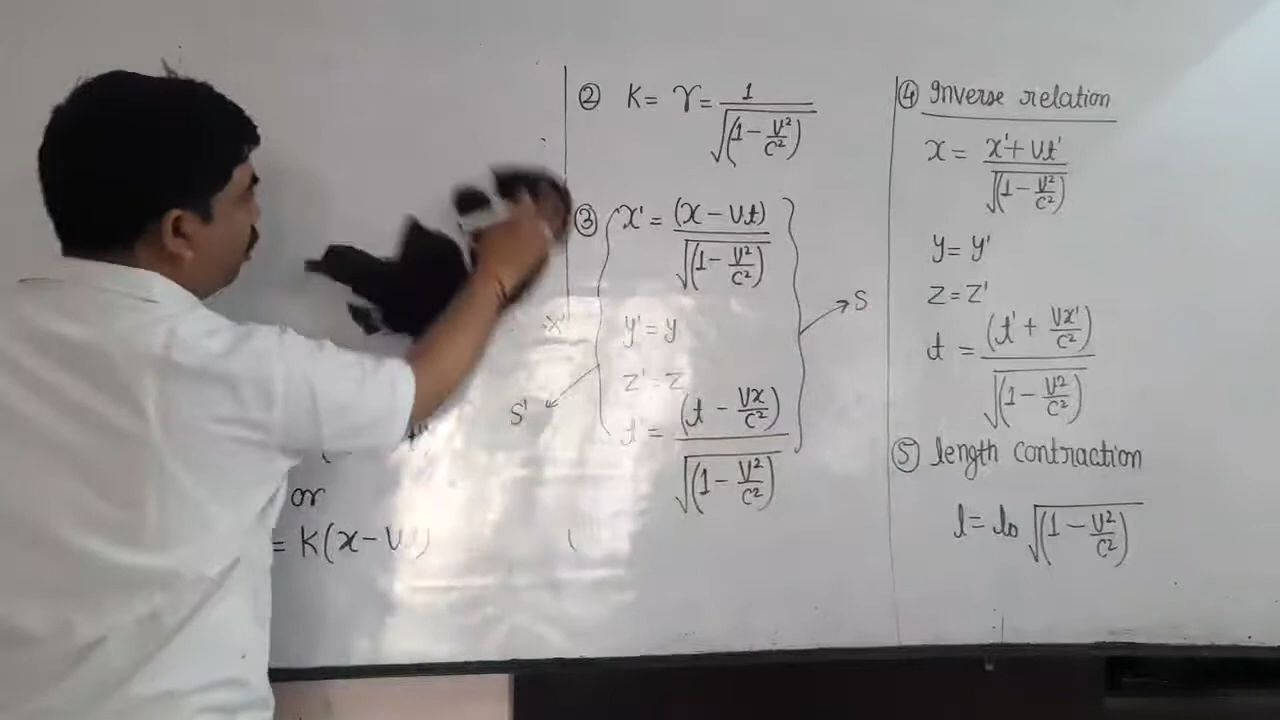 or
= K(x-V
② K = γ = 1/√(1 - V²/C²)
③ x' = (x - Vt)/√(1 - V²/C²)
y' = y
z' = z
t' = (t - Vx/C²)/√(1 - V²/C²)
S
x'
S'
④ Inverse relation
x = x' + Vt'/√(1 - V²/C²)
y = y'
z = z'
t = (t' + Vx'/C²)/√(1 - V²/C²)
⑤ length contraction
l = l₀ √(1 - V²/C²)